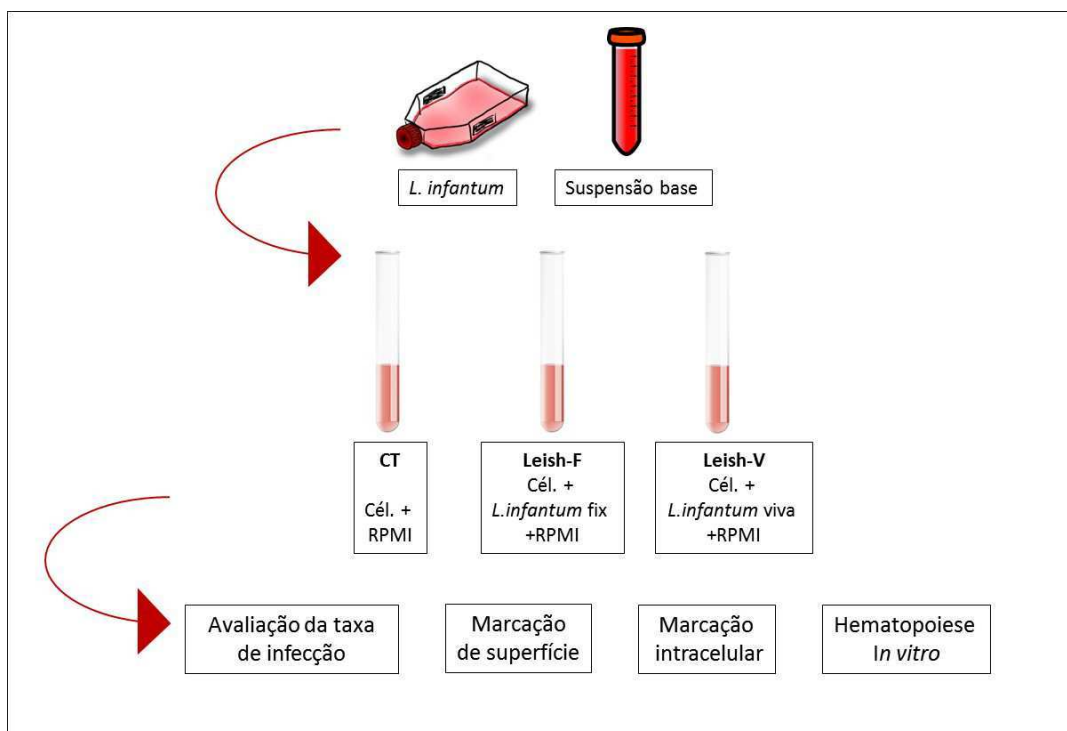 L. infantum
Suspensão base
CT
Cél. +
RPMI
Leish-F
Cél. +
L.infantum fix
+RPMI
Leish-V
Cél. +
L.infantum viva
+RPMI
Avaliação da taxa
de infecção
Marcação
de superfície
Marcação
intracelular
Hematopoiese
In vitro